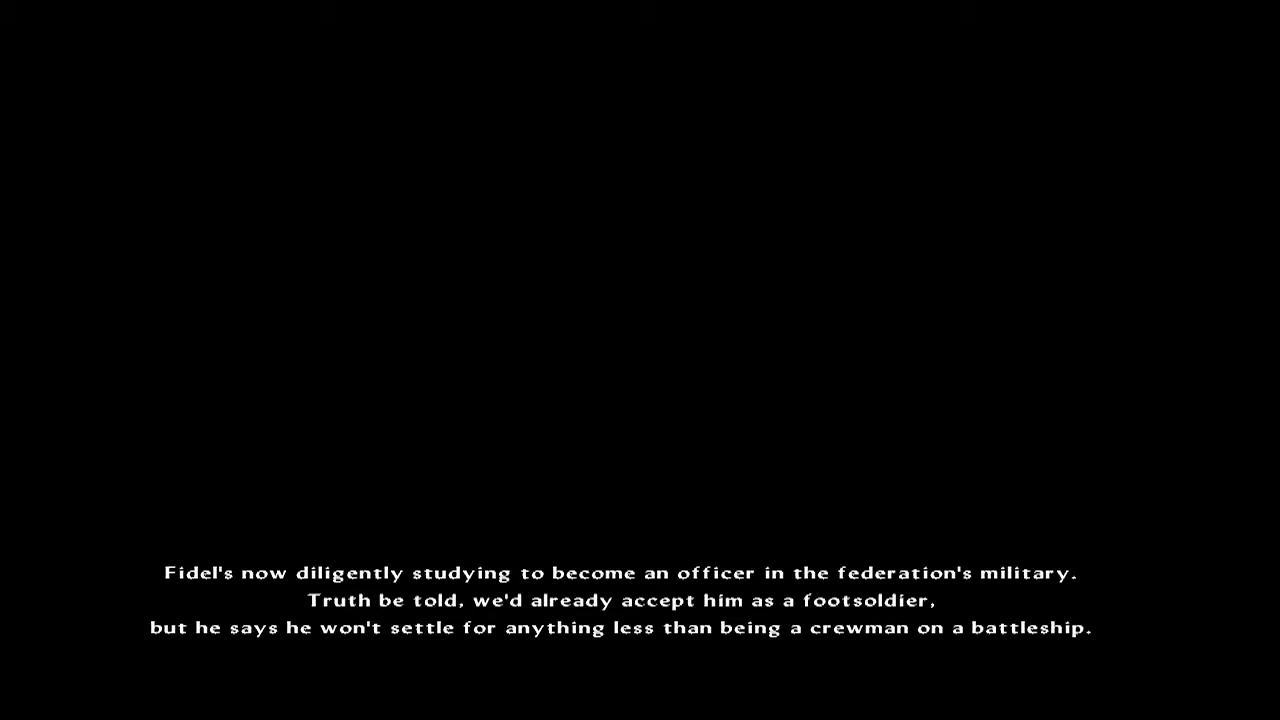 Fidel's now diligently studying to become an officer in the federation's military.
Truth be told, we'd already accept him as a footsoldier,
but he says he won't settle for anything less than being a crewman on a battleship.